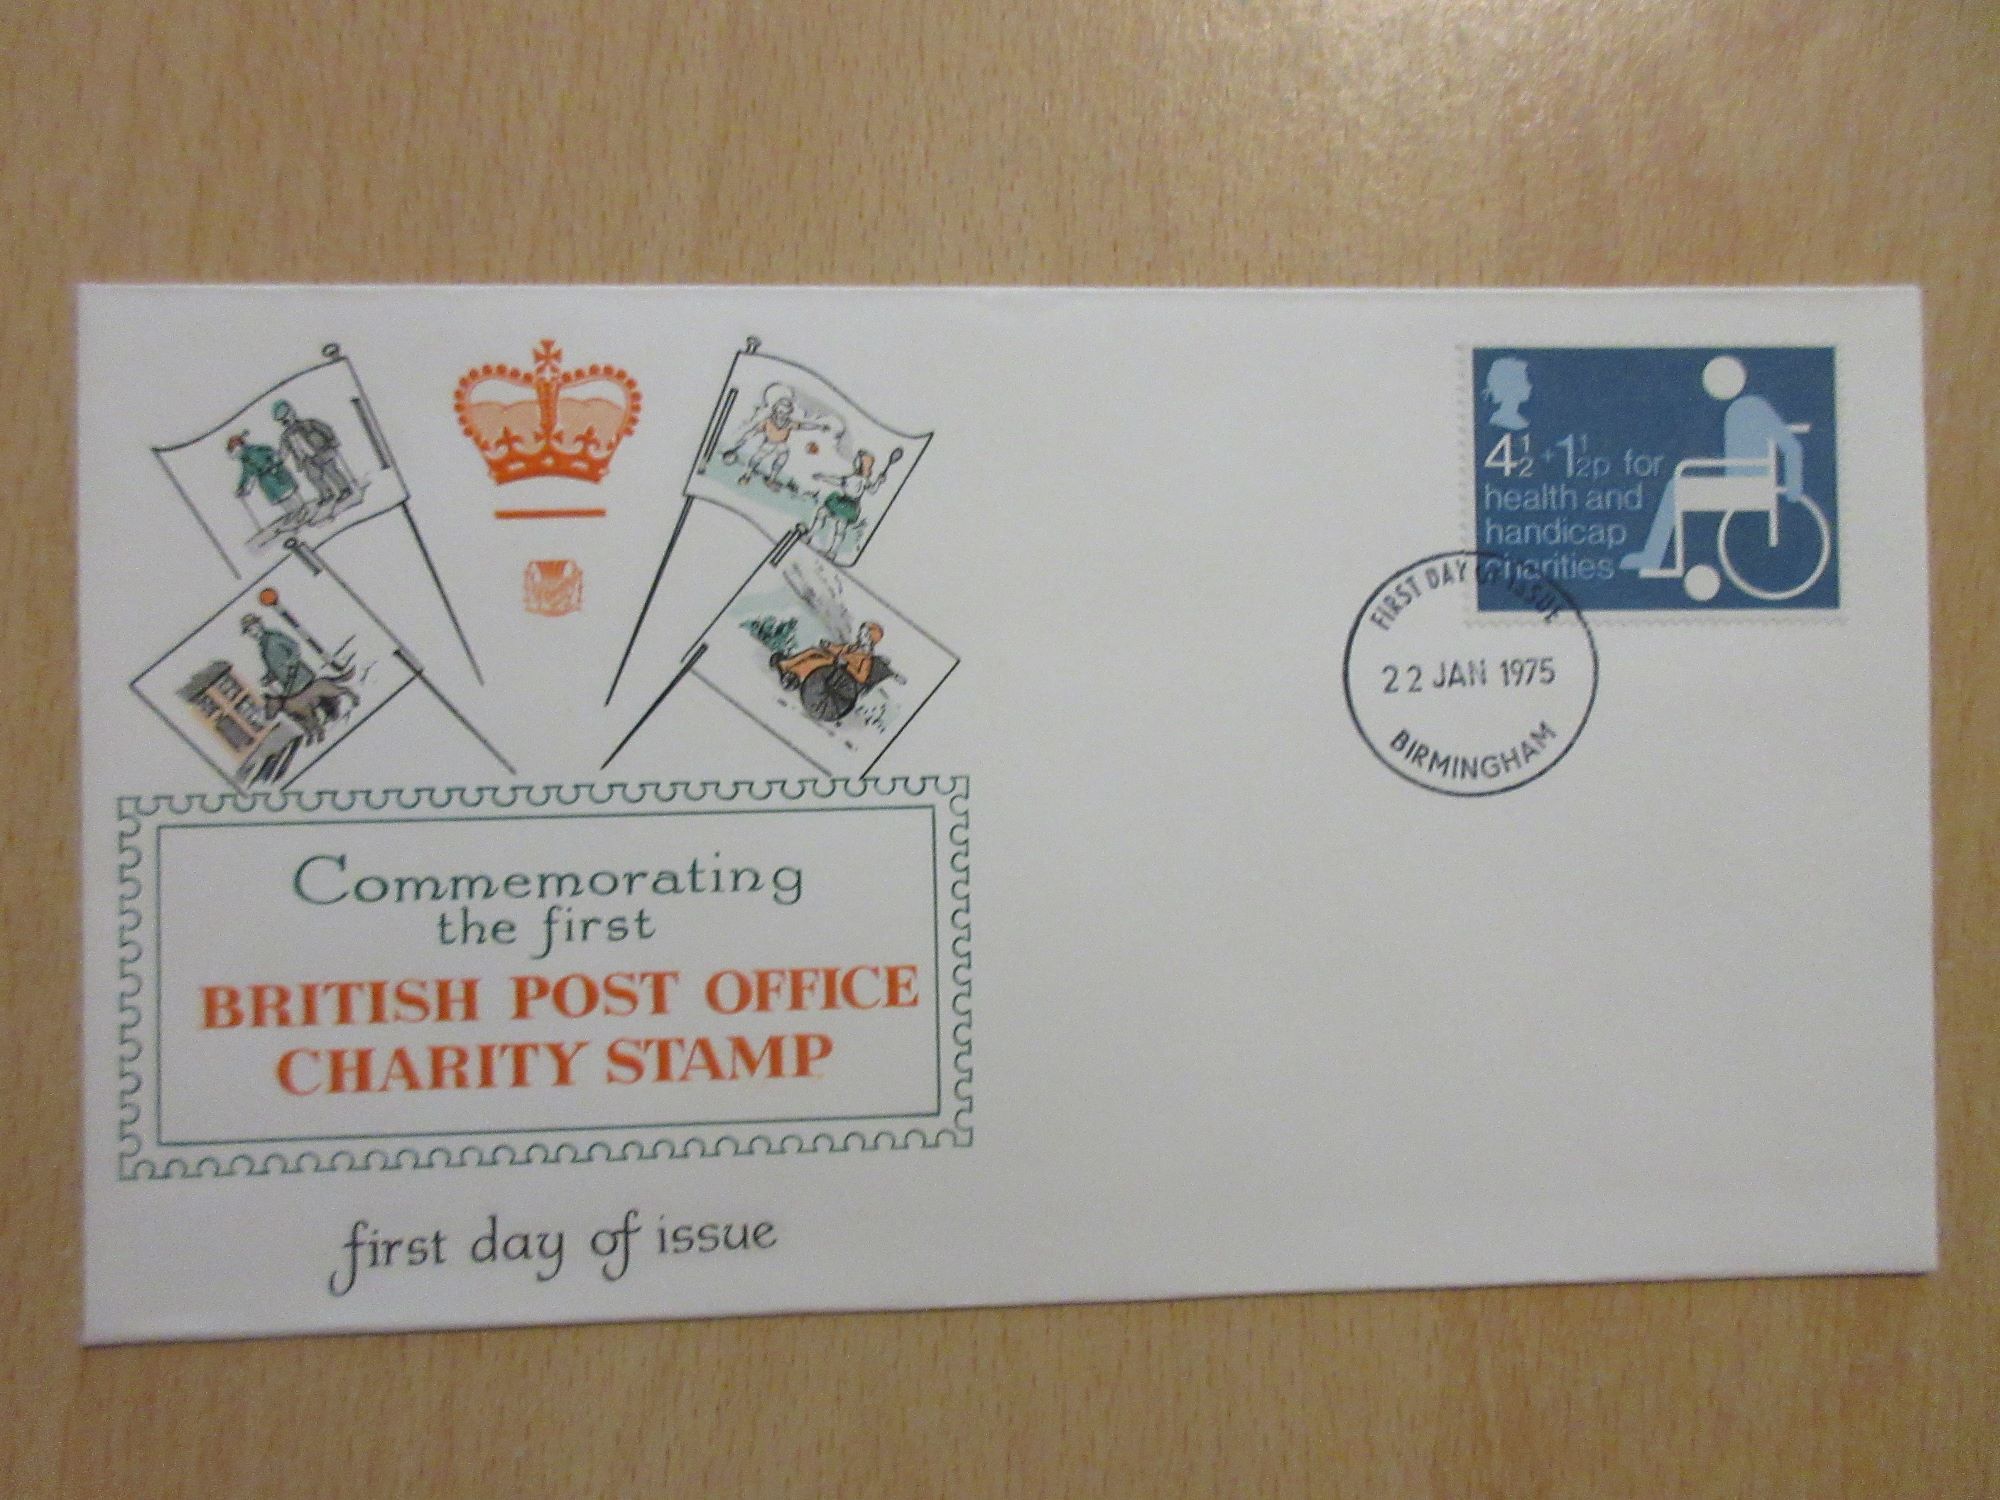 Commemorating
the first
BRITISH POST OFFICE
CHARITY STAMP
first day of issue
4½ + 1½p for
health and
handicap
charities
FIRST DAY OF ISSUE
22 JAN 1975
BIRMINGHAM